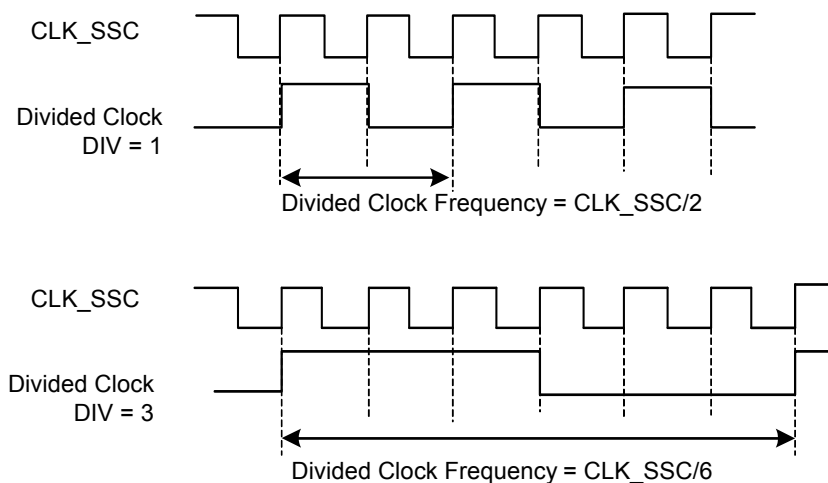 CLK_SSC
Divided Clock
DIV = 1
Divided Clock Frequency = CLK_SSC/2
CLK_SSC
Divided Clock
DIV = 3
Divided Clock Frequency = CLK_SSC/6